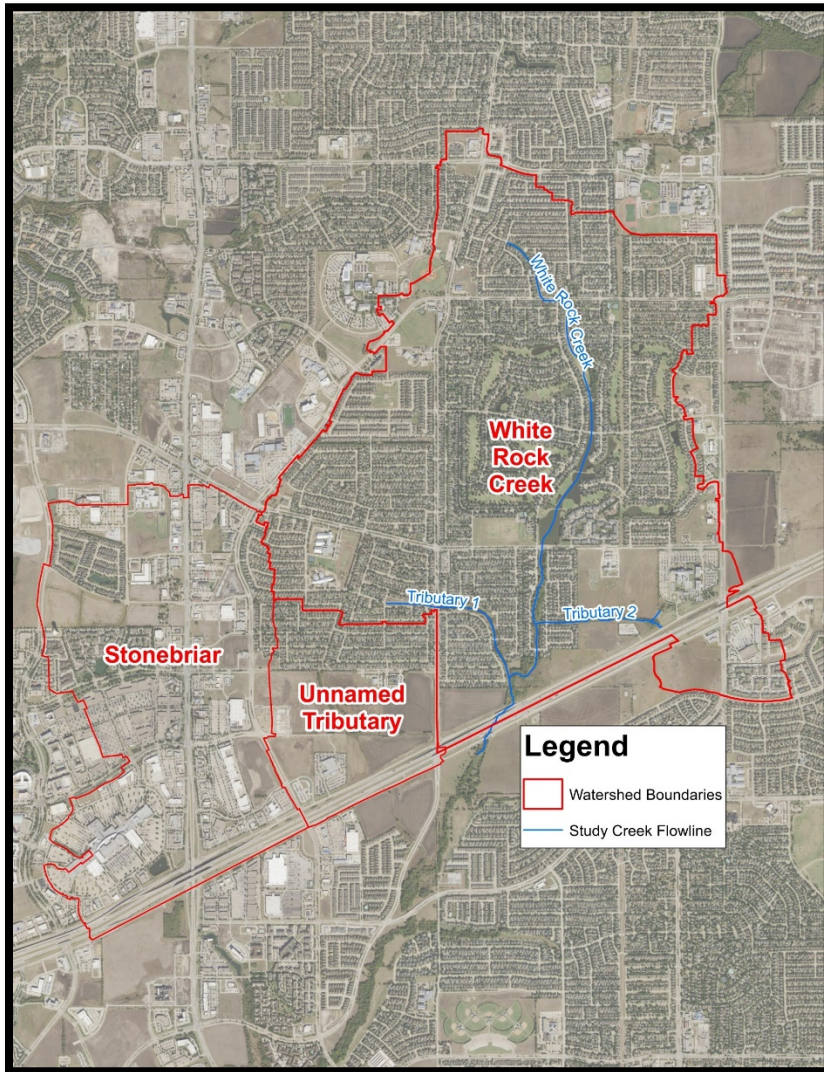 White Rock Creek
White
Rock
Creek
Tributary 1
Tributary 2
Stonebriar
Unnamed
Tributary
Legend
Watershed Boundaries
Study Creek Flowline